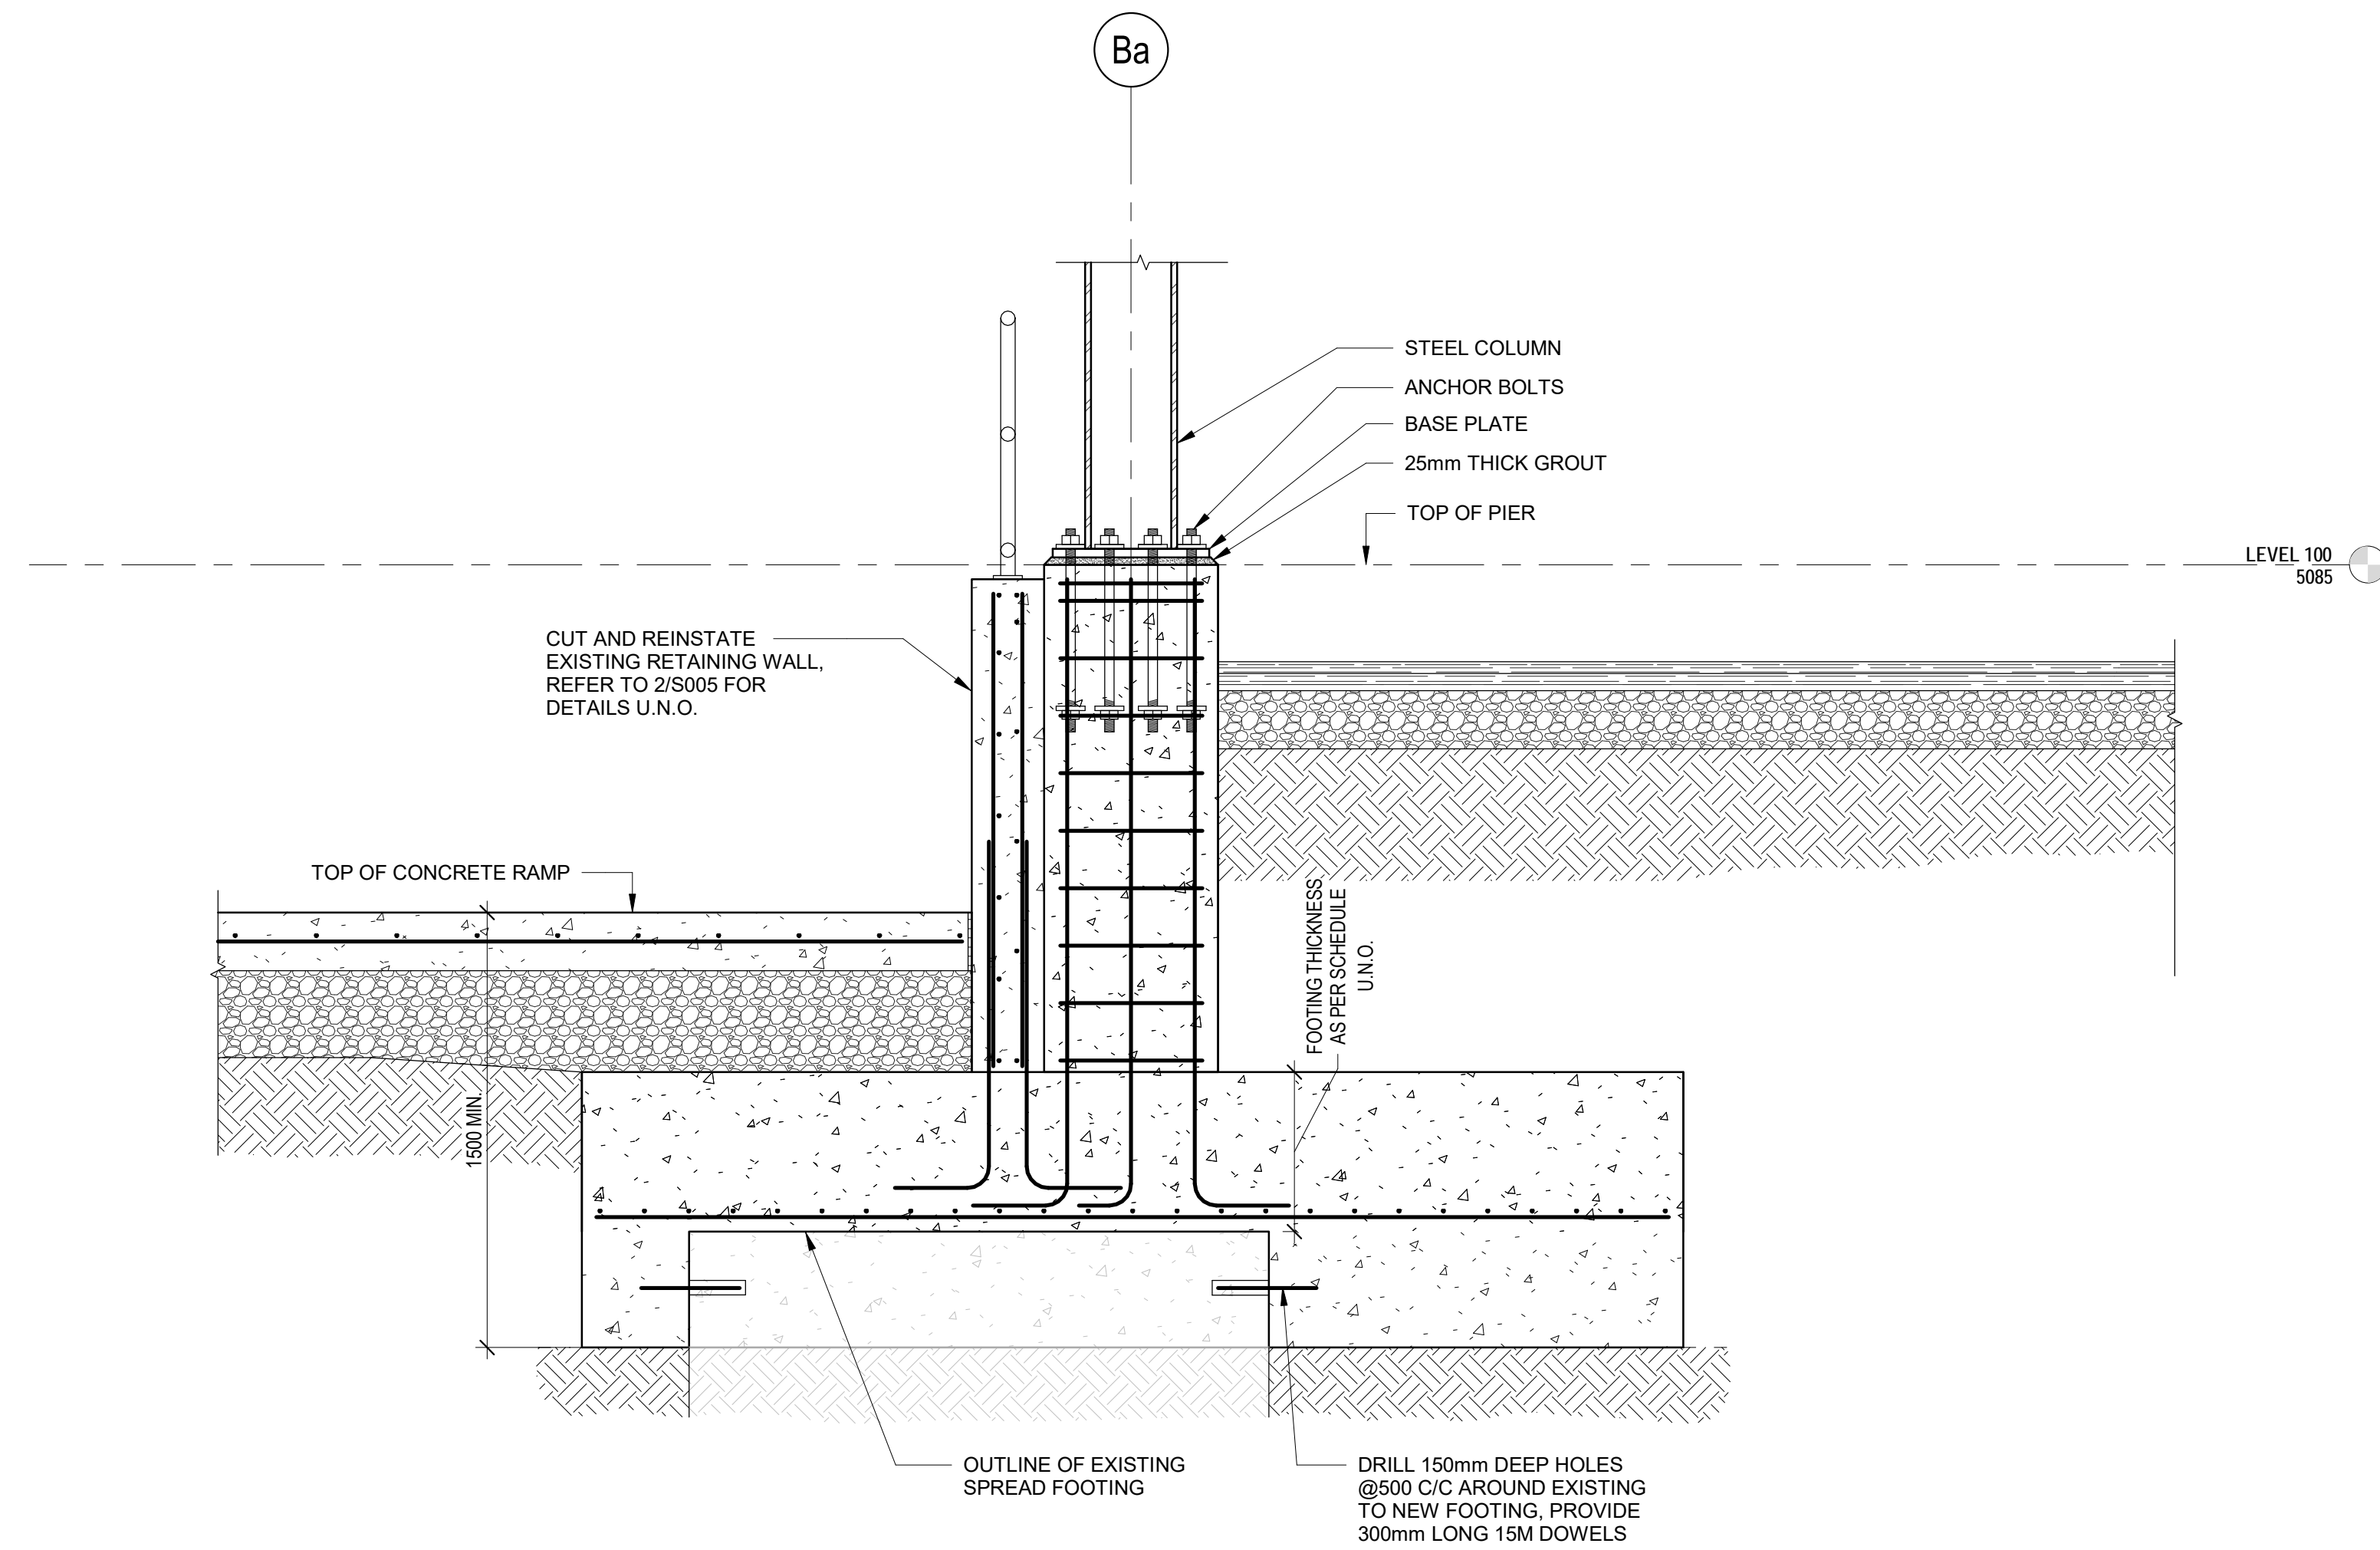 Ba
STEEL COLUMN
ANCHOR BOLTS
BASE PLATE
25mm THICK GROUT
TOP OF PIER
LEVEL 100
5085
CUT AND REINSTATE
EXISTING RETAINING WALL,
REFER TO 2/S005 FOR
DETAILS U.N.O.
TOP OF CONCRETE RAMP
FOOTING THICKNESS
AS PER SCHEDULE
U.N.O.
1500 MIN.
OUTLINE OF EXISTING
SPREAD FOOTING
DRILL 150mm DEEP HOLES
@500 C/C AROUND EXISTING
TO NEW FOOTING, PROVIDE
300mm LONG 15M DOWELS